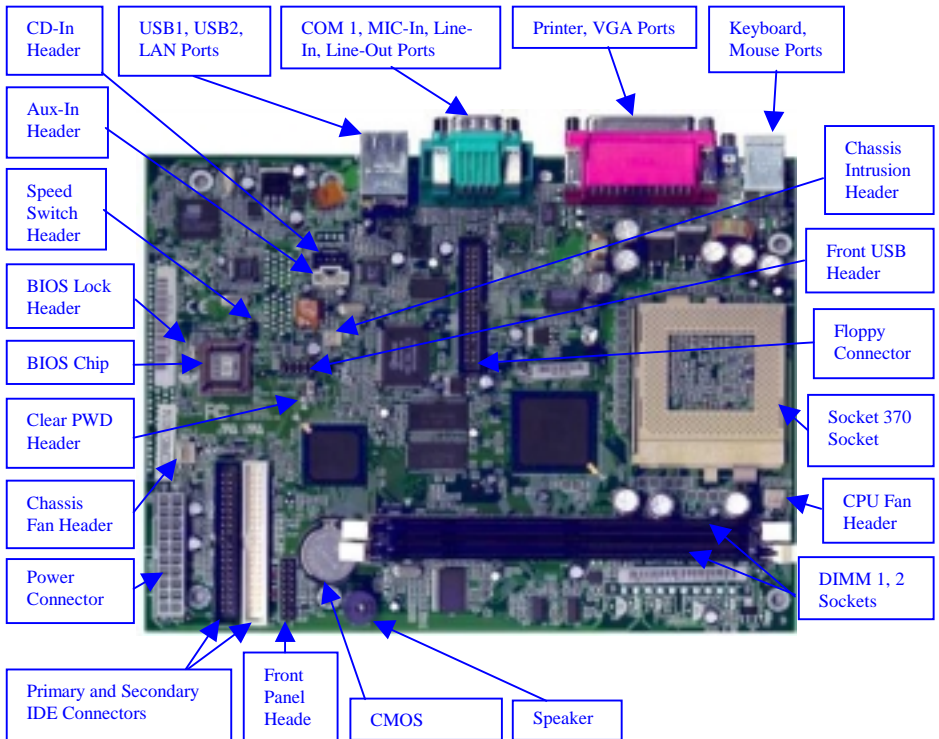 CD-In
Header
USB1, USB2,
LAN Ports
COM 1, MIC-In, Line-
In, Line-Out Ports
Printer, VGA Ports
Keyboard,
Mouse Ports
Aux-In
Header
Chassis
Intrusion
Header
Speed
Switch
Header
Front USB
Header
BIOS Lock
Header
Floppy
Connector
BIOS Chip
Clear PWD
Header
Socket 370
Socket
Chassis
Fan Header
CPU Fan
Header
Power
Connector
DIMM 1, 2
Sockets
Primary and Secondary
IDE Connectors
Front
Panel
Heade
CMOS
Speaker